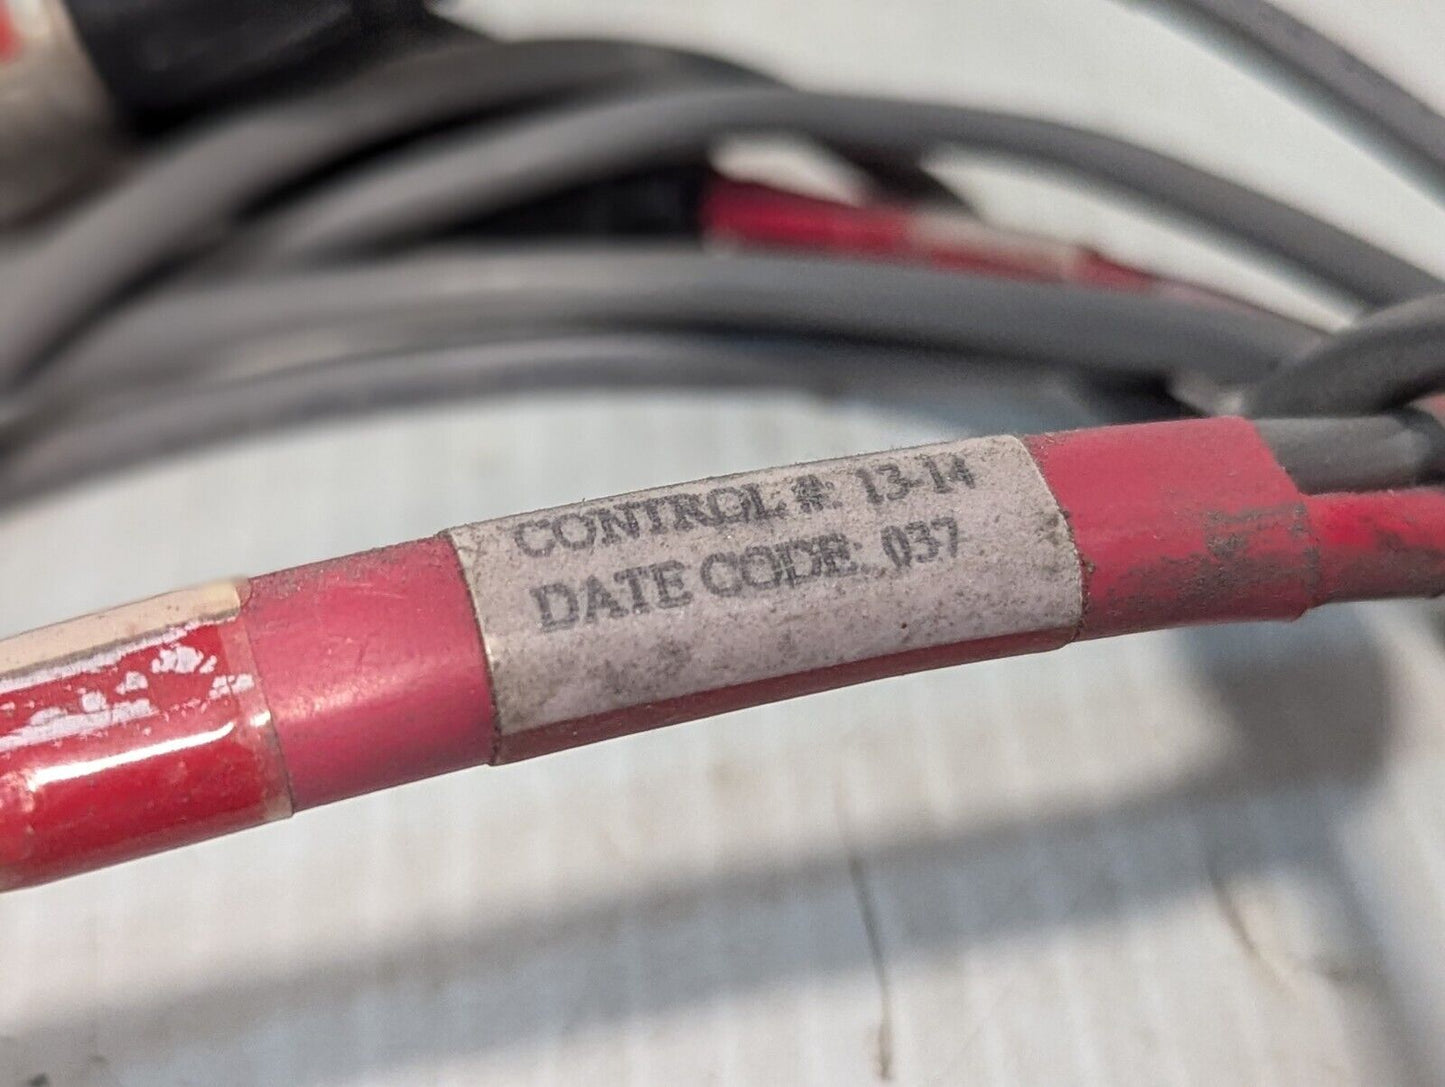 CONTROL #: 13-14
DATE CODE: 037